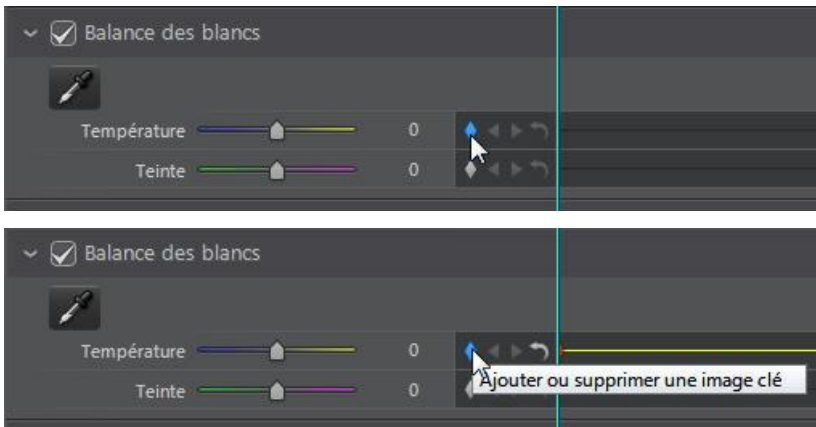 Balance des blancs
Température 0
Teinte 0
Balance des blancs
Température 0
Ajouter ou supprimer une image clé
Teinte 0